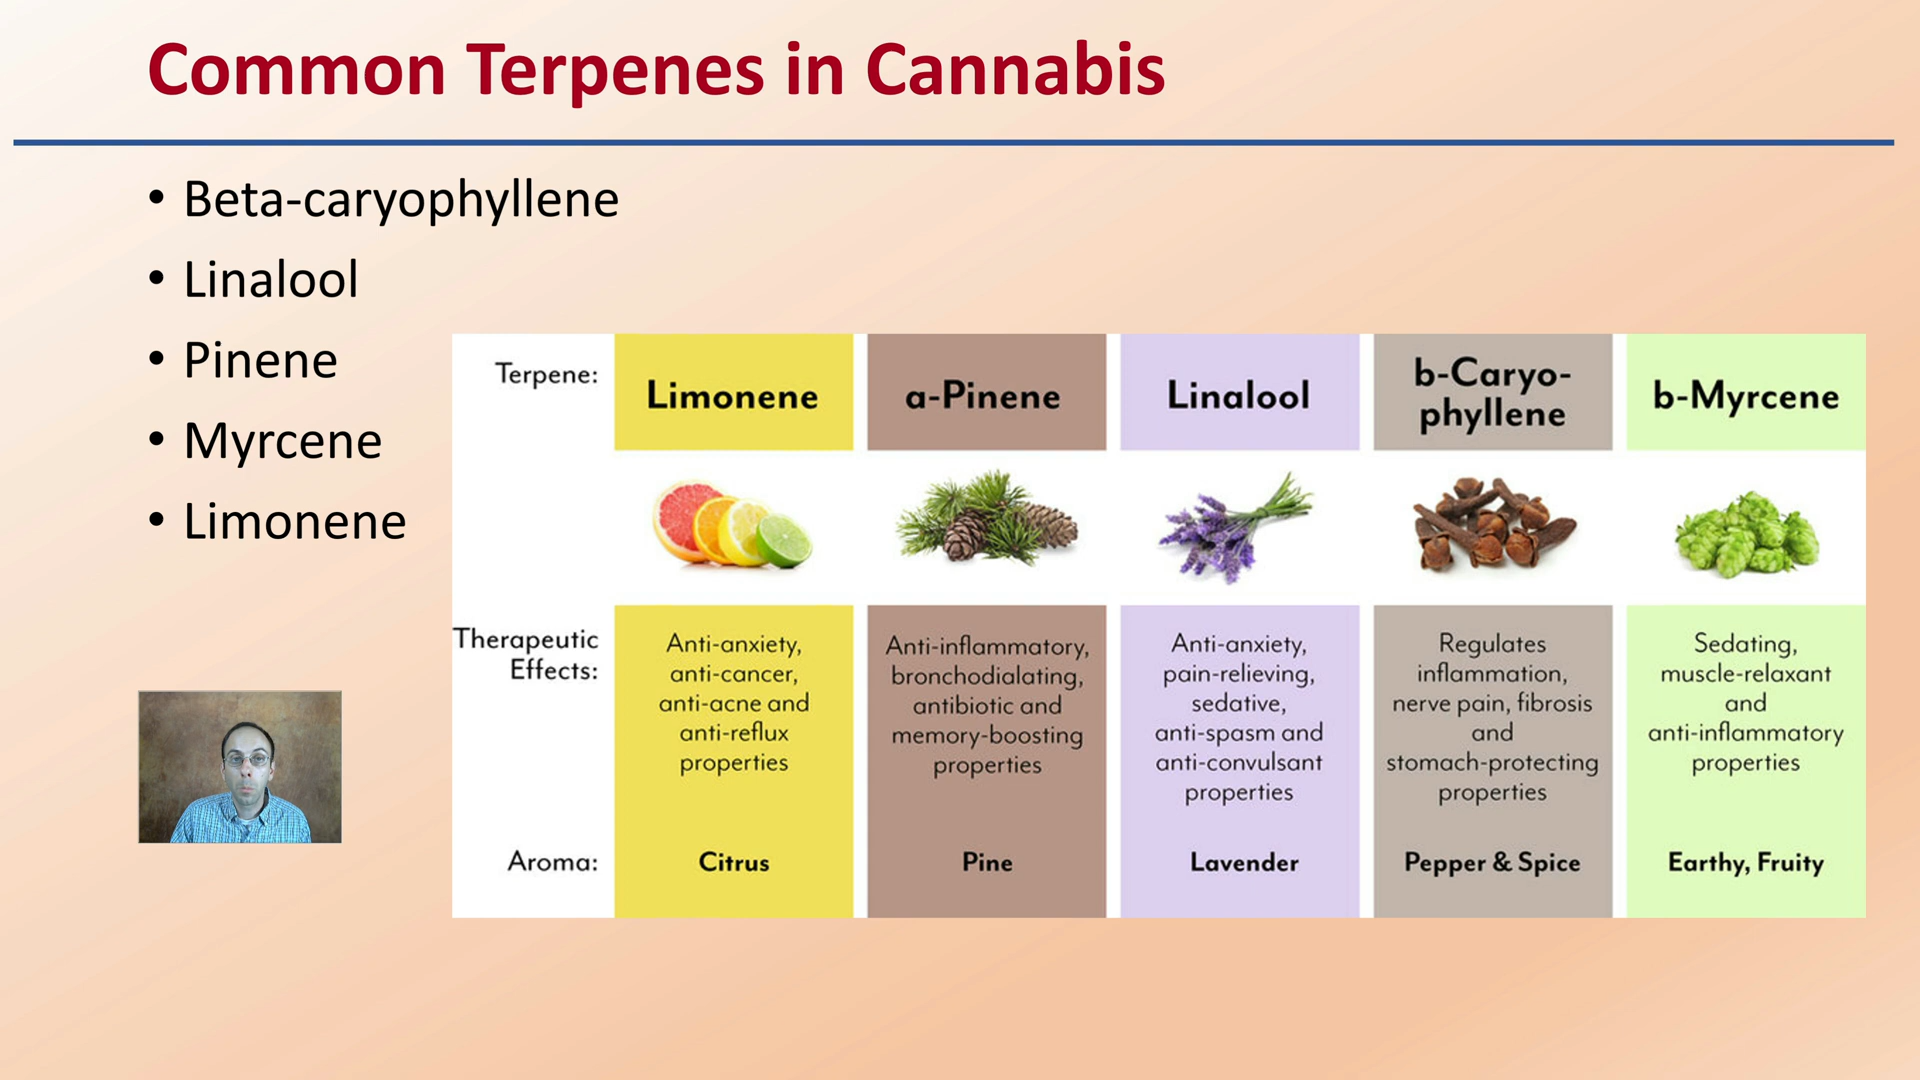 Common Terpenes in Cannabis
• Beta-caryophyllene
• Linalool
• Pinene
• Myrcene
• Limonene
Terpene:
Limonene
a-Pinene
Linalool
b-Caryo-
phyllene
b-Myrcene
Therapeutic
Effects:
Anti-anxiety,
anti-cancer,
anti-acne and
anti-reflux
properties
Anti-inflammatory,
bronchodialating,
antibiotic and
memory-boosting
properties
Anti-anxiety,
pain-relieving,
sedative,
anti-spasm and
anti-convulsant
properties
Regulates
inflammation,
nerve pain, fibrosis
and
stomach-protecting
properties
Sedating,
muscle-relaxant
and
anti-inflammatory
properties
Aroma:
Citrus
Pine
Lavender
Pepper & Spice
Earthy, Fruity